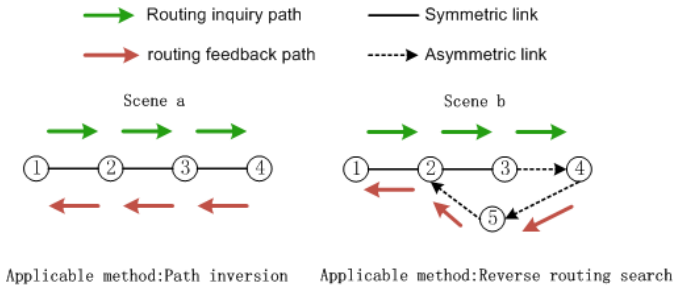 Routing inquiry path
Symmetric link
routing feedback path
Asymmetric link
Scene a
Scene b
1 2 3 4
1 2 3 4
5
Applicable method:Path inversion
Applicable method:Reverse routing search